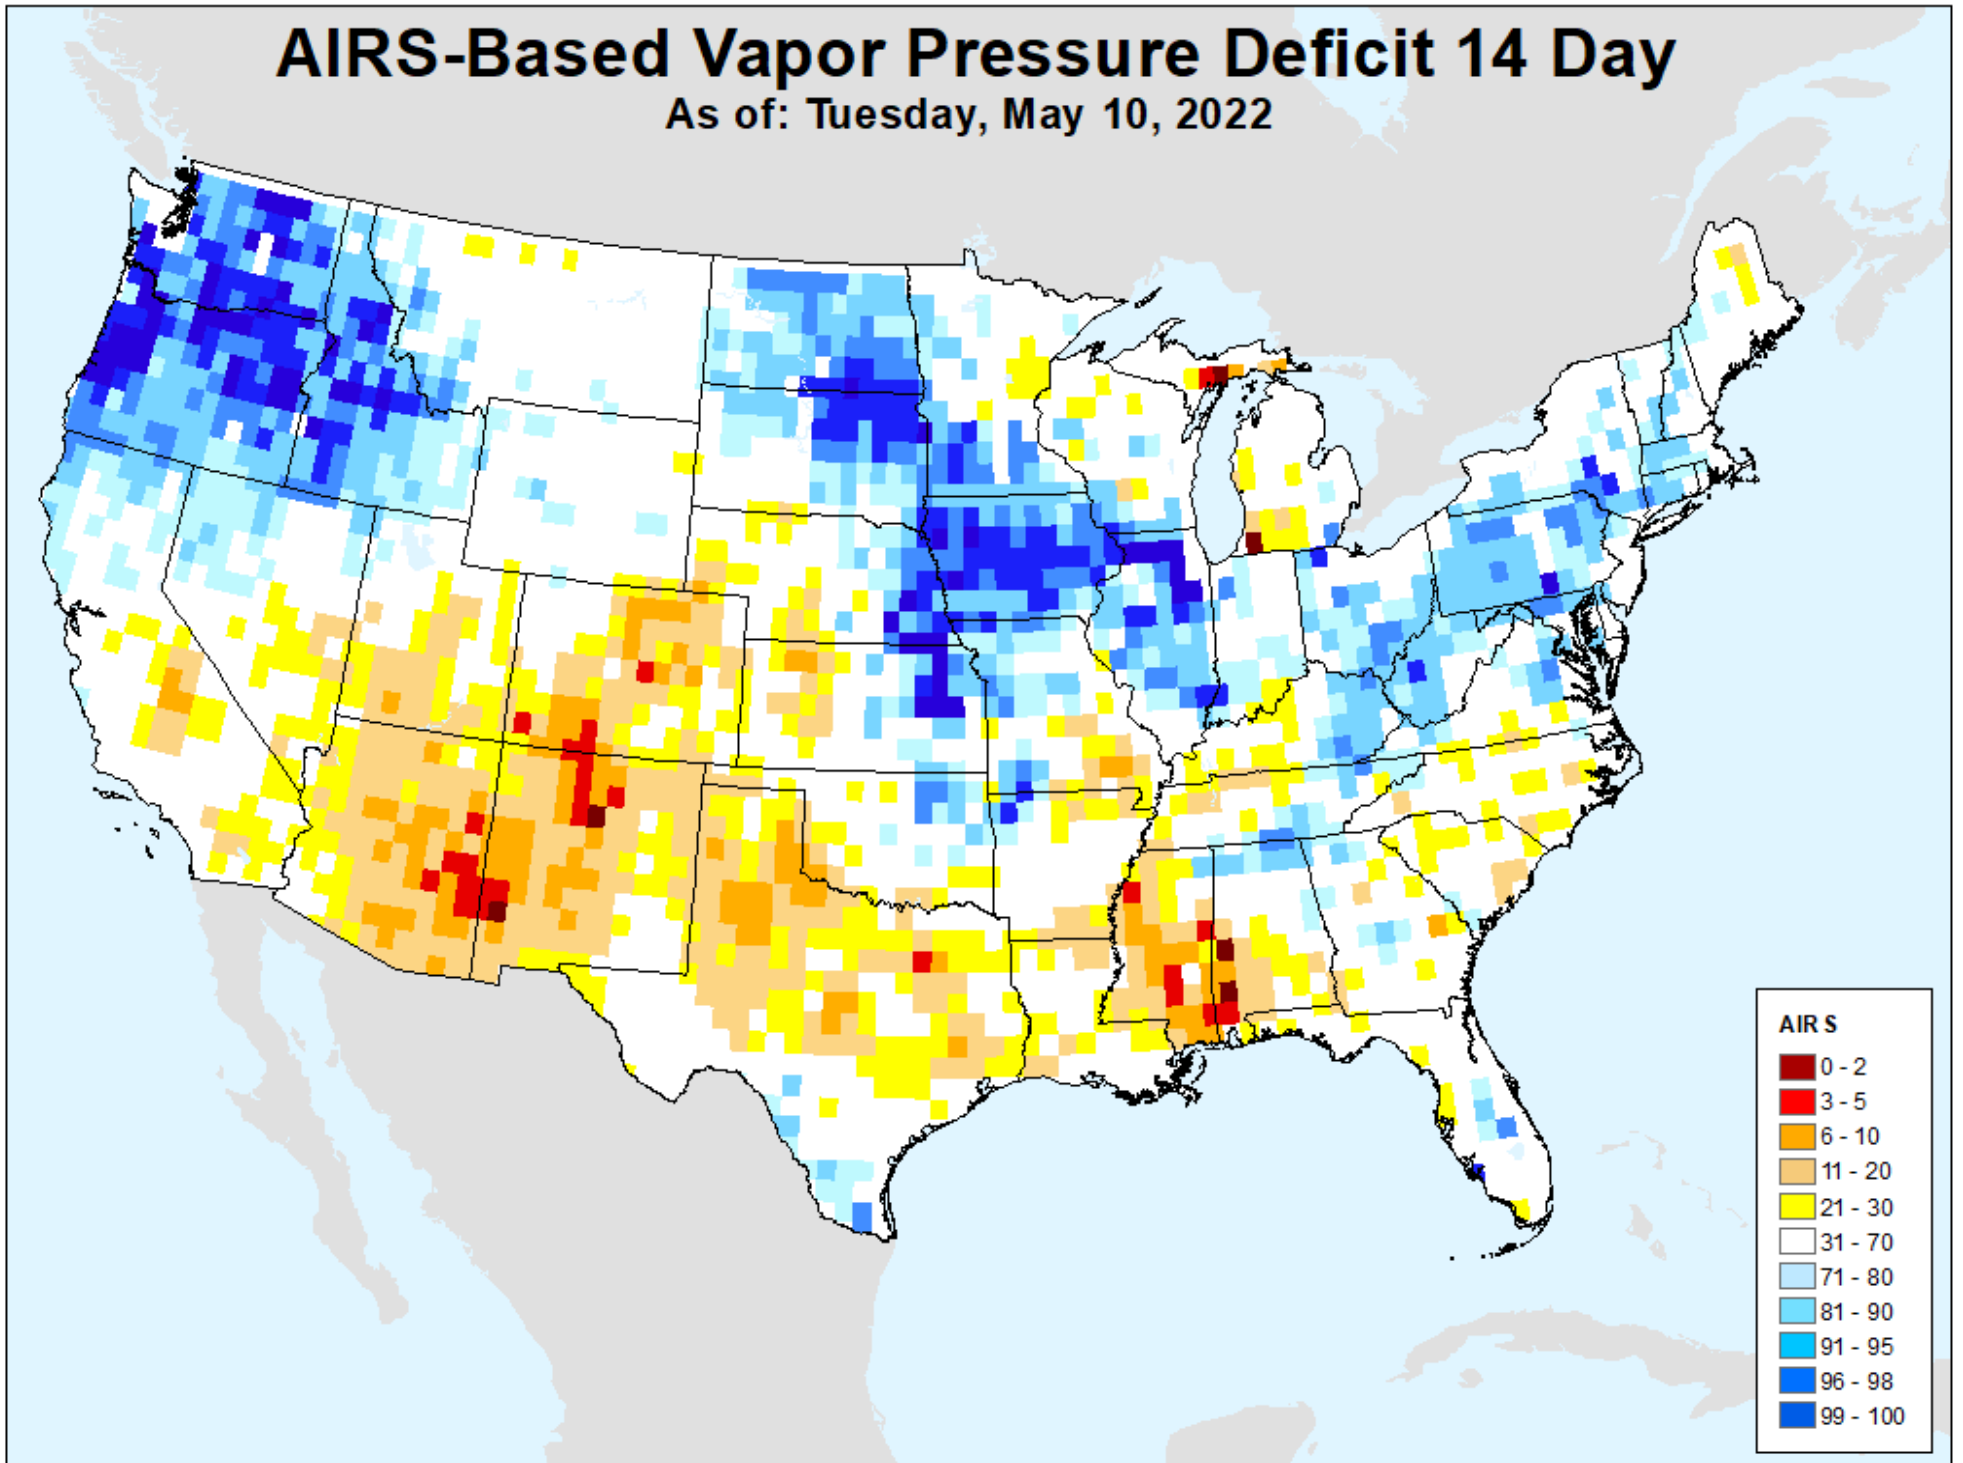 AIRS-Based Vapor Pressure Deficit 14 Day
As of: Tuesday, May 10, 2022
AIRS
0 - 2
3 - 5
6 - 10
11 - 20
21 - 30
31 - 70
71 - 80
81 - 90
91 - 95
96 - 98
99 - 100